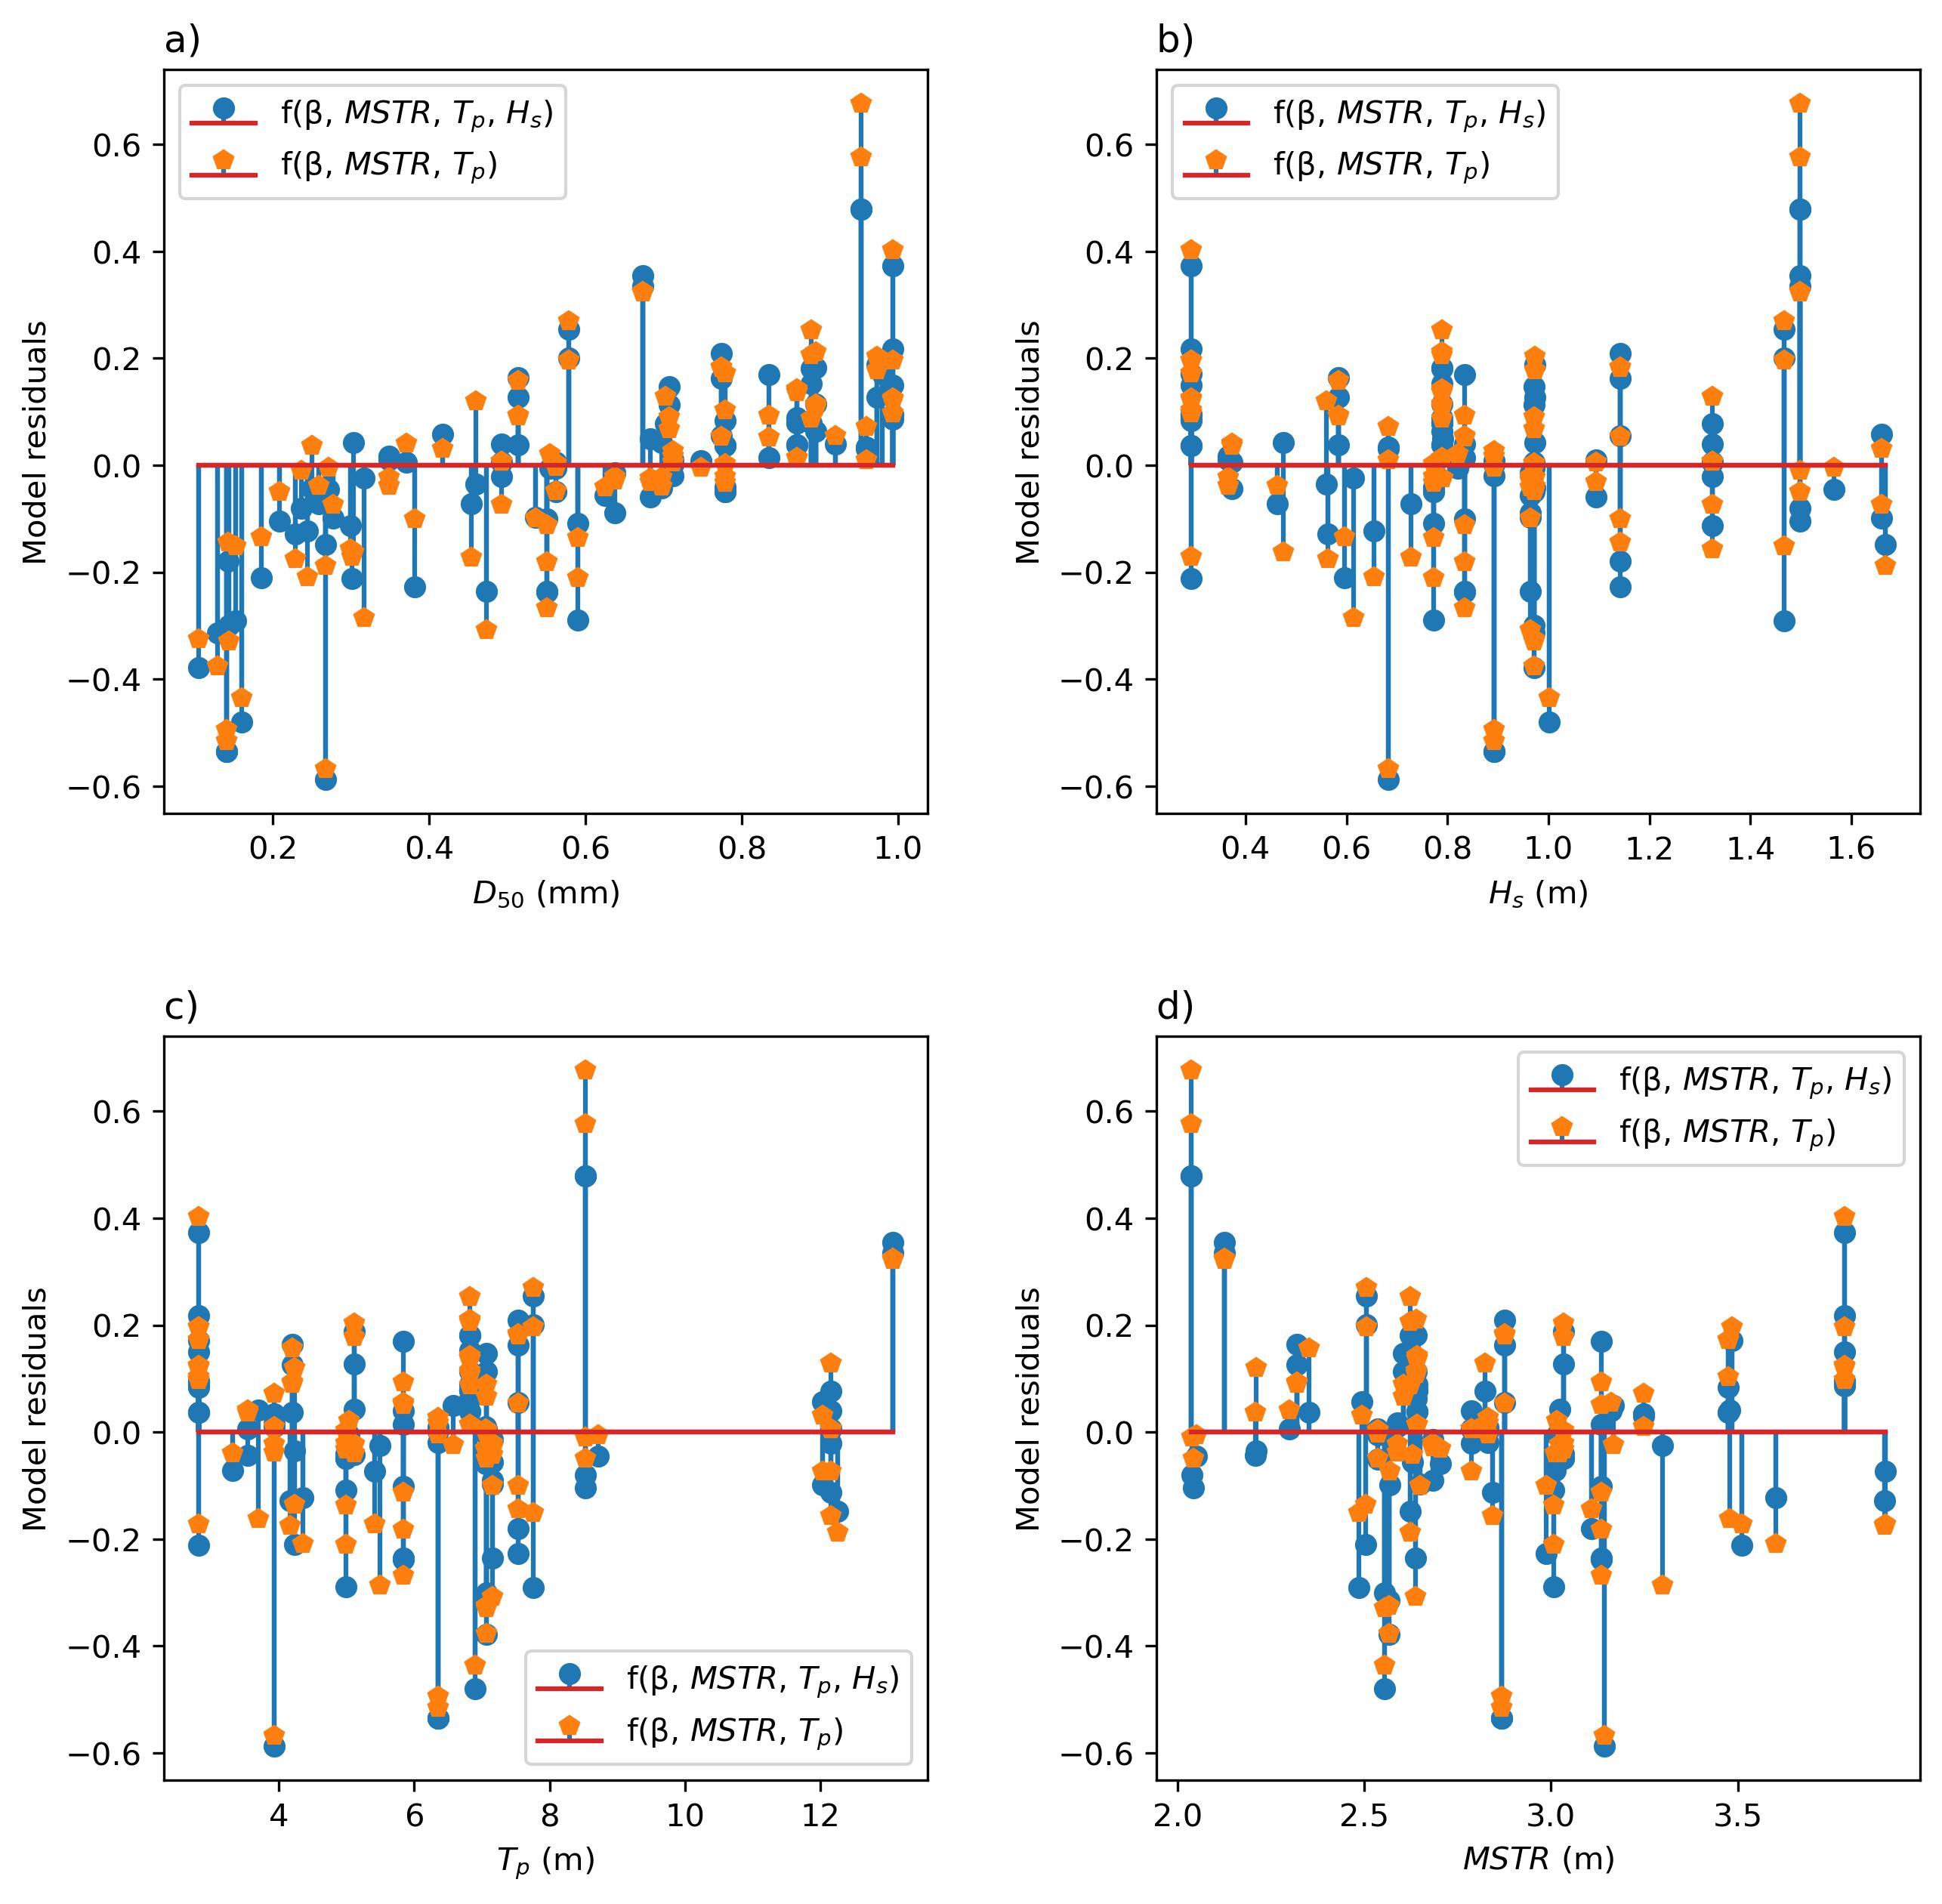 a)
f(β, MSTR, Tp, Hs)
f(β, MSTR, Tp)
Model residuals
0.6
0.4
0.2
0.0
−0.2
−0.4
−0.6
0.2 0.4 0.6 0.8 1.0
D50 (mm)
b)
f(β, MSTR, Tp, Hs)
f(β, MSTR, Tp)
Model residuals
0.6
0.4
0.2
0.0
−0.2
−0.4
−0.6
0.4 0.6 0.8 1.0 1.2 1.4 1.6
Hs (m)
c)
Model residuals
0.6
0.4
0.2
0.0
−0.2
−0.4
−0.6
f(β, MSTR, Tp, Hs)
f(β, MSTR, Tp)
4 6 8 10 12
Tp (m)
d)
f(β, MSTR, Tp, Hs)
f(β, MSTR, Tp)
Model residuals
0.6
0.4
0.2
0.0
−0.2
−0.4
−0.6
2.0 2.5 3.0 3.5
MSTR (m)